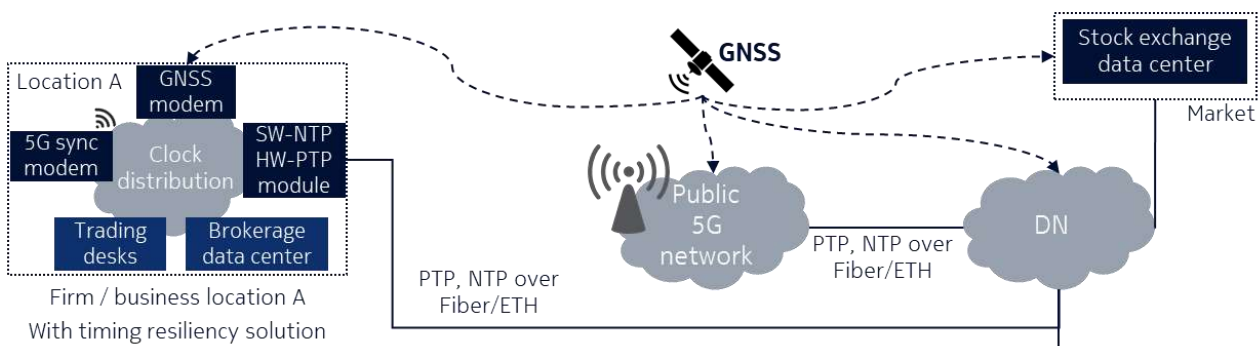 Location A
GNSS
modem
5G sync
modem
Clock
distribution
SW-NTP
HW-PTP
module
Trading
desks
Brokerage
data center
Firm / business location A
With timing resiliency solution
PTP, NTP over
Fiber/ETH
GNSS
Public
5G
network
PTP, NTP over
Fiber/ETH
DN
Stock exchange
data center
Market